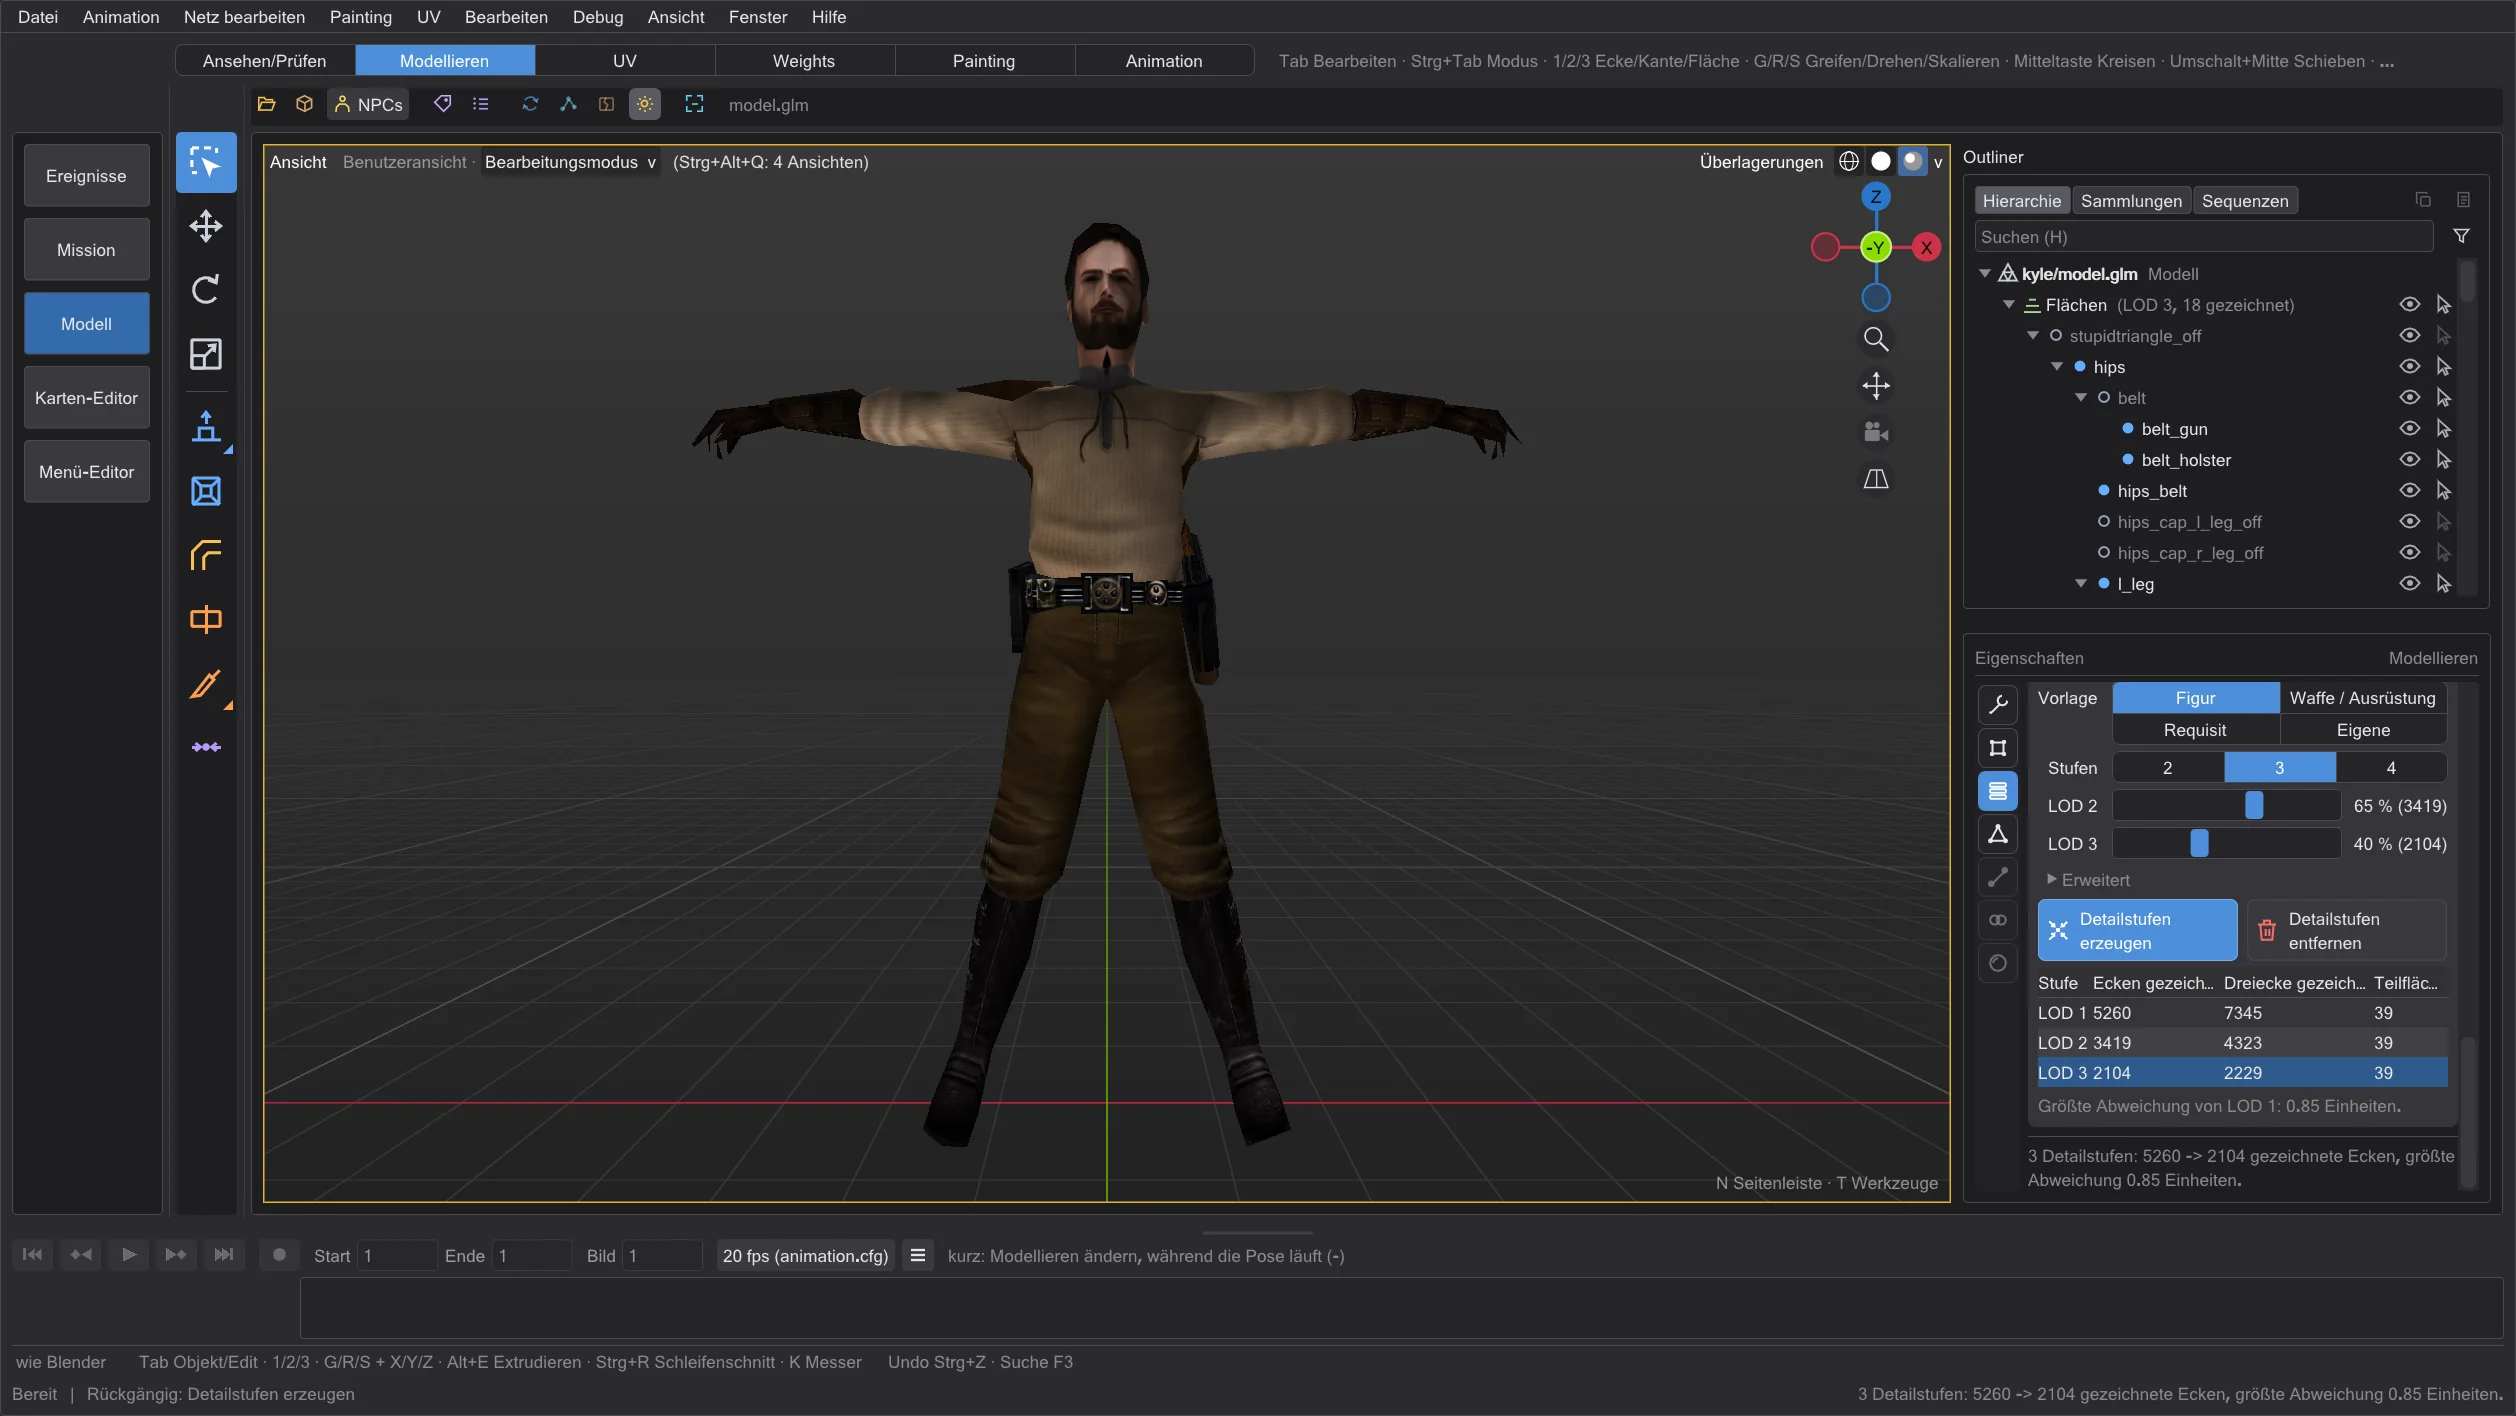 Datei Animation Netz bearbeiten Painting UV Bearbeiten Debug Ansicht Fenster Hilfe
Ansehen/Prüfen Modellieren UV Weights Painting Animation Tab Bearbeiten · Strg+Tab Modus · 1/2/3 Ecke/Kante/Fläche · G/R/S Greifen/Drehen/Skalieren · Mitteltaste Kreisen · Umschalt+Mitte Schieben · ...
NPCs model.glm
Ereignisse
Mission
Modell
Karten-Editor
Menü-Editor
Ansicht Benutzeransicht · Bearbeitungsmodus v (Strg+Alt+Q: 4 Ansichten) Überlagerungen v
Z
-Y X
N Seitenleiste · T Werkzeuge
Outliner
Hierarchie Sammlungen Sequenzen
Suchen (H)
kyle/model.glm Modell
Flächen (LOD 3, 18 gezeichnet)
stupidtriangle_off
hips
belt
belt_gun
belt_holster
hips_belt
hips_cap_l_leg_off
hips_cap_r_leg_off
l_leg
Eigenschaften Modellieren
Vorlage Figur Waffe / Ausrüstung
Requisit Eigene
Stufen 2 3 4
LOD 2 65 % (3419)
LOD 3 40 % (2104)
Erweitert
Detailstufen erzeugen Detailstufen entfernen
Stufe Ecken gezeich... Dreiecke gezeich... Teilfläc...
LOD 1 5260 7345 39
LOD 2 3419 4323 39
LOD 3 2104 2229 39
Größte Abweichung von LOD 1: 0.85 Einheiten.
3 Detailstufen: 5260 -> 2104 gezeichnete Ecken, größte
Abweichung 0.85 Einheiten.
Start 1 Ende 1 Bild 1 20 fps (animation.cfg) kurz: Modellieren ändern, während die Pose läuft (-)
wie Blender Tab Objekt/Edit · 1/2/3 · G/R/S + X/Y/Z · Alt+E Extrudieren · Strg+R Schleifenschnitt · K Messer Undo Strg+Z · Suche F3
Bereit | Rückgängig: Detailstufen erzeugen 3 Detailstufen: 5260 -> 2104 gezeichnete Ecken, größte Abweichung 0.85 Einheiten.